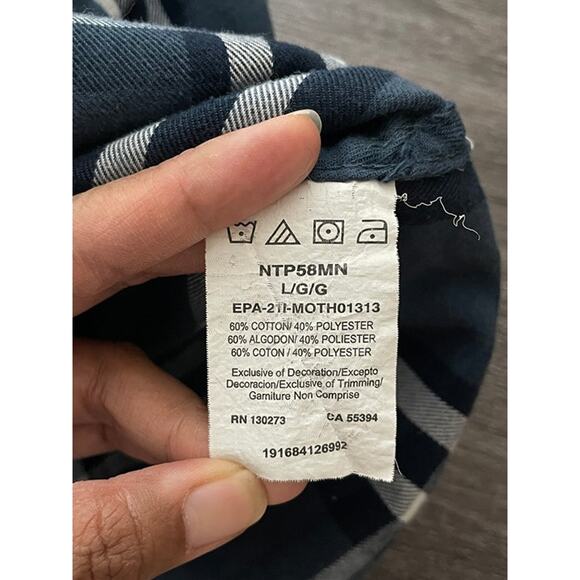 NTP58MN
L/G/G
EPA-21I-MOTH01313
60% COTTON/ 40% POLYESTER
60% ALGODON/ 40% POLIESTER
60% COTON / 40% POLYESTER
Exclusive of Decoration/Excepto
Decoracion/Exclusive of Trimming/
Garniture Non Comprise
RN 130273 CA 55394
191684126992